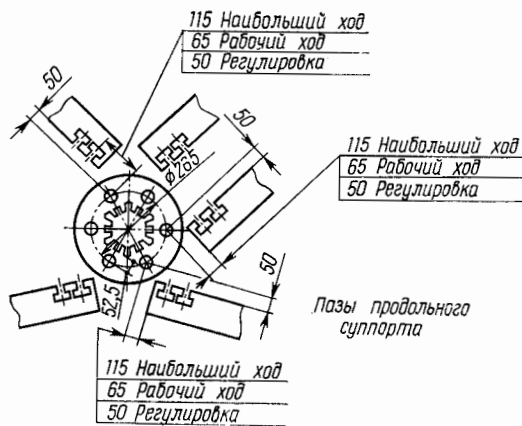 115 Наибольший ход
65 Рабочий ход
50 Регулировка
50
50
ϕ265
115 Наибольший ход
65 Рабочий ход
50 Регулировка
50
52,5
Пазы продольного
суппорта
115 Наибольший ход
65 Рабочий ход
50 Регулировка